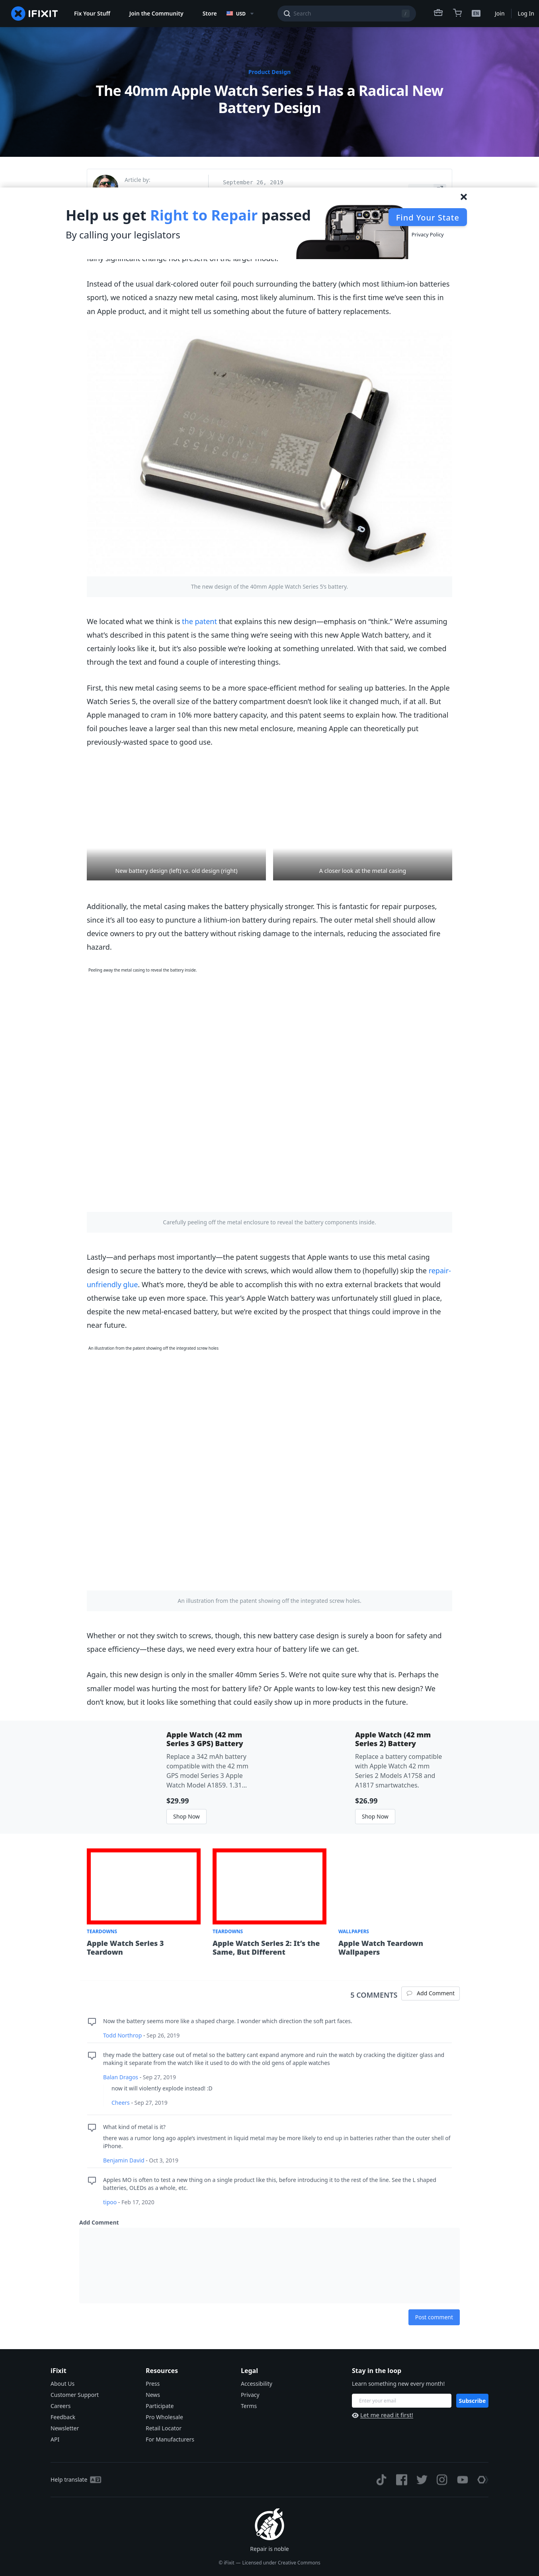 IFIXIT
Fix Your Stuff
Join the Community
Store
USD
Search
/
EN
Join
Log In
Product Design
The 40mm Apple Watch Series 5 Has a Radical New
Battery Design
Article by:
September 26, 2019
Help us get Right to Repair passed
By calling your legislators
Find Your State
Privacy Policy
fairly significant change not present on the larger model.
Instead of the usual dark-colored outer foil pouch surrounding the battery (which most lithium-ion batteries
sport), we noticed a snazzy new metal casing, most likely aluminum. This is the first time we've seen this in
an Apple product, and it might tell us something about the future of battery replacements.
The new design of the 40mm Apple Watch Series 5's battery.
We located what we think is the patent that explains this new design—emphasis on "think." We're assuming
what's described in this patent is the same thing we're seeing with this new Apple Watch battery, and it
certainly looks like it, but it's also possible we're looking at something unrelated. With that said, we combed
through the text and found a couple of interesting things.
First, this new metal casing seems to be a more space-efficient method for sealing up batteries. In the Apple
Watch Series 5, the overall size of the battery compartment doesn't look like it changed much, if at all. But
Apple managed to cram in 10% more battery capacity, and this patent seems to explain how. The traditional
foil pouches leave a larger seal than this new metal enclosure, meaning Apple can theoretically put
previously-wasted space to good use.
New battery design (left) vs. old design (right)
A closer look at the metal casing
Additionally, the metal casing makes the battery physically stronger. This is fantastic for repair purposes,
since it's all too easy to puncture a lithium-ion battery during repairs. The outer metal shell should allow
device owners to pry out the battery without risking damage to the internals, reducing the associated fire
hazard.
Peeling away the metal casing to reveal the battery inside.
Carefully peeling off the metal enclosure to reveal the battery components inside.
Lastly—and perhaps most importantly—the patent suggests that Apple wants to use this metal casing
design to secure the battery to the device with screws, which would allow them to (hopefully) skip the repair-
unfriendly glue. What's more, they'd be able to accomplish this with no extra external brackets that would
otherwise take up even more space. This year's Apple Watch battery was unfortunately still glued in place,
despite the new metal-encased battery, but we're excited by the prospect that things could improve in the
near future.
An illustration from the patent showing off the integrated screw holes
An illustration from the patent showing off the integrated screw holes.
Whether or not they switch to screws, though, this new battery case design is surely a boon for safety and
space efficiency—these days, we need every extra hour of battery life we can get.
Again, this new design is only in the smaller 40mm Series 5. We're not quite sure why that is. Perhaps the
smaller model was hurting the most for battery life? Or Apple wants to low-key test this new design? We
don't know, but it looks like something that could easily show up in more products in the future.
Apple Watch (42 mm
Series 3 GPS) Battery
Replace a 342 mAh battery
compatible with the 42 mm
GPS model Series 3 Apple
Watch Model A1859. 1.31...
$29.99
Shop Now
Apple Watch (42 mm
Series 2) Battery
Replace a battery compatible
with Apple Watch 42 mm
Series 2 Models A1758 and
A1817 smartwatches.
$26.99
Shop Now
TEARDOWNS
Apple Watch Series 3
Teardown
TEARDOWNS
Apple Watch Series 2: It's the
Same, But Different
WALLPAPERS
Apple Watch Teardown
Wallpapers
5 COMMENTS
Add Comment
Now the battery seems more like a shaped charge. I wonder which direction the soft part faces.
Todd Northrop - Sep 26, 2019
they made the battery case out of metal so the battery cant expand anymore and ruin the watch by cracking the digitizer glass and
making it separate from the watch like it used to do with the old gens of apple watches
Balan Dragos - Sep 27, 2019
now it will violently explode instead! :D
Cheers - Sep 27, 2019
What kind of metal is it?
there was a rumor long ago apple's investment in liquid metal may be more likely to end up in batteries rather than the outer shell of
iPhone.
Benjamin David - Oct 3, 2019
Apples MO is often to test a new thing on a single product like this, before introducing it to the rest of the line. See the L shaped
batteries, OLEDs as a whole, etc.
tipoo - Feb 17, 2020
Add Comment
Post comment
iFixit
About Us
Customer Support
Careers
Feedback
Newsletter
API
Resources
Press
News
Participate
Pro Wholesale
Retail Locator
For Manufacturers
Legal
Accessibility
Privacy
Terms
Stay in the loop
Learn something new every month!
Enter your email
Subscribe
Let me read it first!
Help translate
Repair is noble
© iFixit — Licensed under Creative Commons